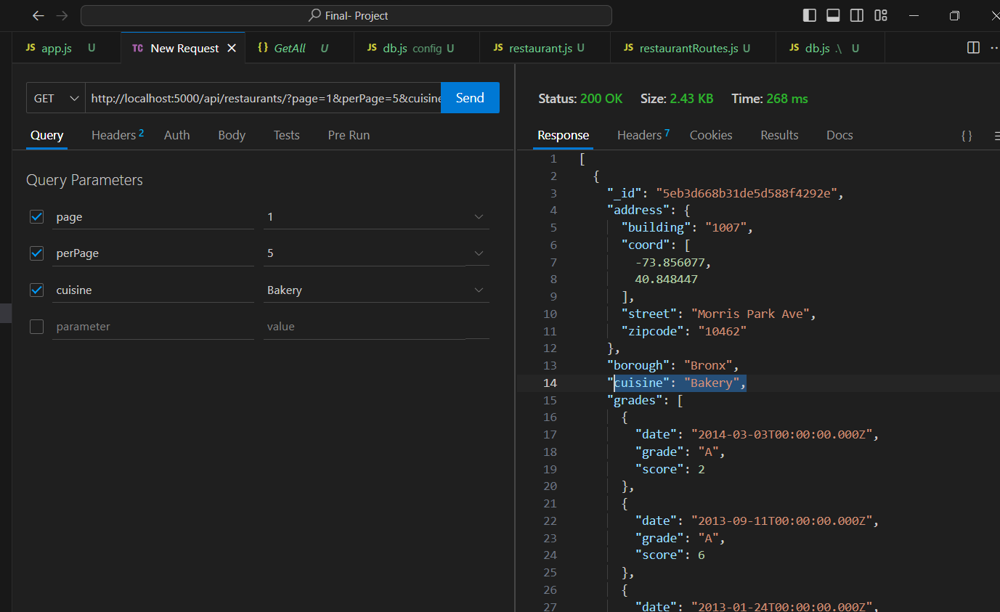 Final- Project
JS app.js U
TC New Request
{} GetAll U
JS db.js config U
JS restaurant.js U
JS restaurantRoutes.js U
JS db.js .\ U
GET http://localhost:5000/api/restaurants/?page=1&perPage=5&cuisine Send
Query Headers 2 Auth Body Tests Pre Run
Query Parameters
page 1
perPage 5
cuisine Bakery
parameter value
Status: 200 OK Size: 2.43 KB Time: 268 ms
Response Headers 7 Cookies Results Docs {}
1 [
2 {
3 "_id": "5eb3d668b31de5d588f4292e",
4 "address": {
5 "building": "1007",
6 "coord": [
7 -73.856077,
8 40.848447
9 ],
10 "street": "Morris Park Ave",
11 "zipcode": "10462"
12 },
13 "borough": "Bronx",
14 "cuisine": "Bakery",
15 "grades": [
16 {
17 "date": "2014-03-03T00:00:00.000Z",
18 "grade": "A",
19 "score": 2
20 },
21 {
22 "date": "2013-09-11T00:00:00.000Z",
23 "grade": "A",
24 "score": 6
25 },
26 {
27 "date": "2013-01-24T00:00:00.000Z",